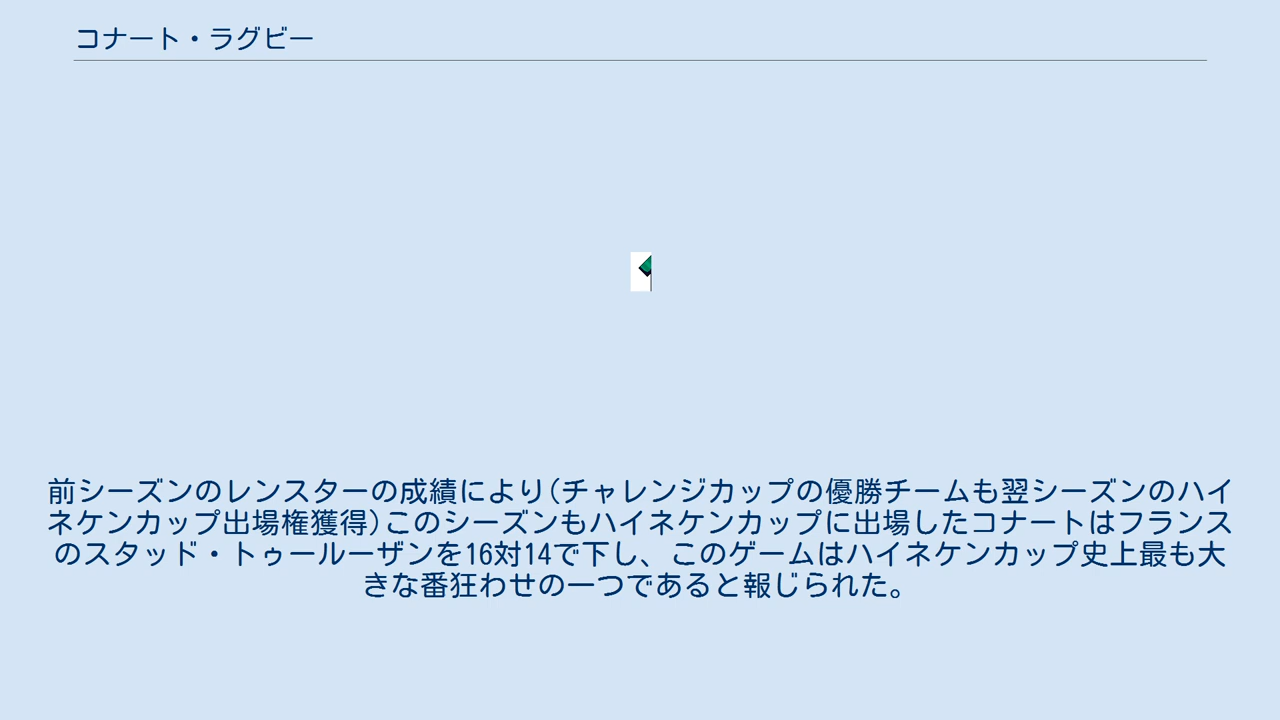 コナート・ラグビー
前シーズンのレンスターの成績により(チャレンジカップの優勝チームも翌シーズンのハイ
ネケンカップ出場権獲得)このシーズンもハイネケンカップに出場したコナートはフランス
のスタッド・トゥールーザンを16対14で下し、このゲームはハイネケンカップ史上最も大
きな番狂わせの一つであると報じられた。